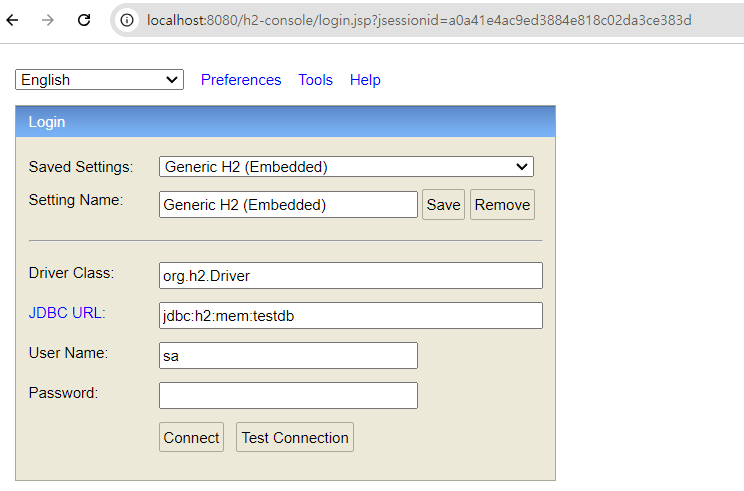 localhost:8080/h2-console/login.jsp?jsessionid=a0a41e4ac9ed3884e818c02da3ce383d
English Preferences Tools Help
Login
Saved Settings: Generic H2 (Embedded)
Setting Name: Generic H2 (Embedded) Save Remove
Driver Class: org.h2.Driver
JDBC URL: jdbc:h2:mem:testdb
User Name: sa
Password:
Connect Test Connection